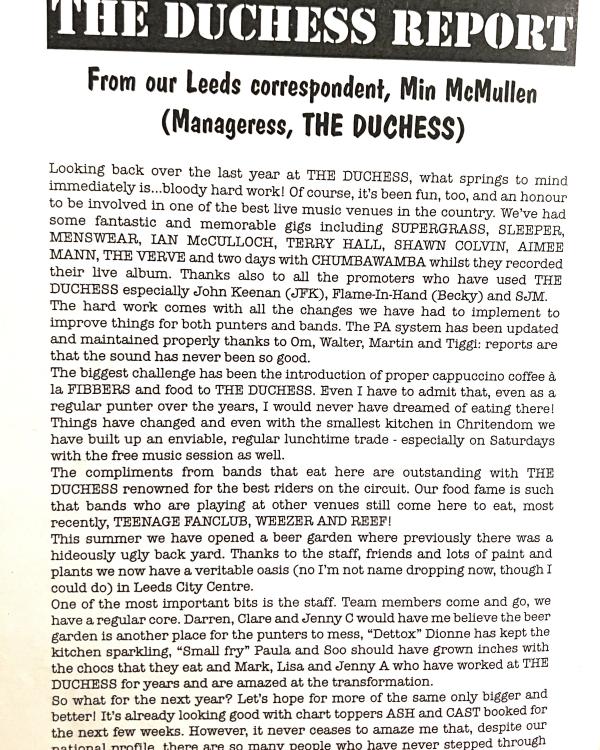 THE DUCHESS REPORT
From our Leeds correspondent, Min McMullen
(Manageress, THE DUCHESS)
Looking back over the last year at THE DUCHESS, what springs to mind
immediately is...bloody hard work! Of course, it's been fun, too, and an honour
to be involved in one of the best live music venues in the country. We've had
some fantastic and memorable gigs including SUPERGRASS, SLEEPER,
MENSWEAR, IAN McCULLOCH, TERRY HALL, SHAWN COLVIN, AIMEE
MANN, THE VERVE and two days with CHUMBAWAMBA whilst they recorded
their live album. Thanks also to all the promoters who have used THE
DUCHESS especially John Keenan (JFK), Flame-In-Hand (Becky) and SJM.
The hard work comes with all the changes we have had to implement to
improve things for both punters and bands. The PA system has been updated
and maintained properly thanks to Om, Walter, Martin and Tiggi: reports are
that the sound has never been so good.
The biggest challenge has been the introduction of proper cappuccino coffee à
la FIBBERS and food to THE DUCHESS. Even I have to admit that, even as a
regular punter over the years, I would never have dreamed of eating there!
Things have changed and even with the smallest kitchen in Chritendom we
have built up an enviable, regular lunchtime trade - especially on Saturdays
with the free music session as well.
The compliments from bands that eat here are outstanding with THE
DUCHESS renowned for the best riders on the circuit. Our food fame is such
that bands who are playing at other venues still come here to eat, most
recently, TEENAGE FANCLUB, WEEZER AND REEF!
This summer we have opened a beer garden where previously there was a
hideously ugly back yard. Thanks to the staff, friends and lots of paint and
plants we now have a veritable oasis (no I'm not name dropping now, though I
could do) in Leeds City Centre.
One of the most important bits is the staff. Team members come and go, we
have a regular core. Darren, Clare and Jenny C would have me believe the beer
garden is another place for the punters to mess, "Dettox" Dionne has kept the
kitchen sparkling, "Small fry" Paula and Soo should have grown inches with
the chocs that they eat and Mark, Lisa and Jenny A who have worked at THE
DUCHESS for years and are amazed at the transformation.
So what for the next year? Let's hope for more of the same only bigger and
better! It's already looking good with chart toppers ASH and CAST booked for
the next few weeks. However, it never ceases to amaze me that, despite our
national profile, there are so many people who have never stepped through